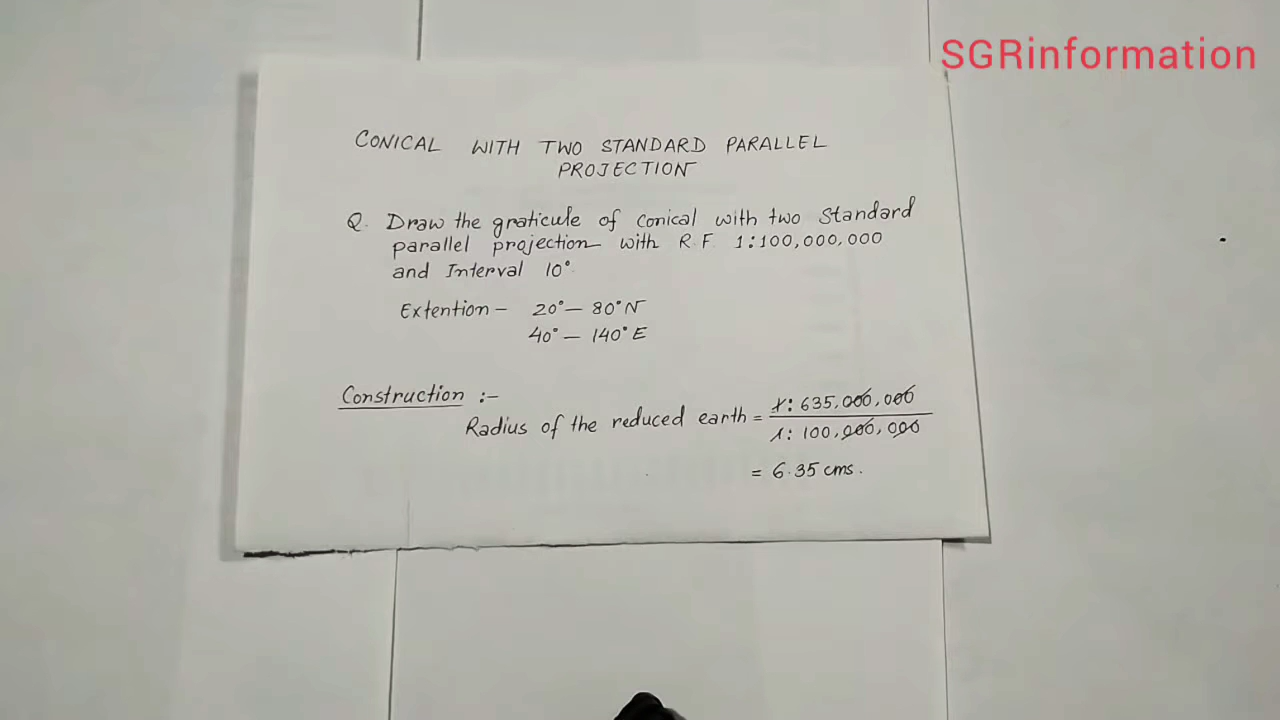 SGRinformation
CONICAL WITH TWO STANDARD PARALLEL
PROJECTION
Q. Draw the graticule of conical with two Standard
parallel projection with R.F. 1:100,000,000
and Interval 10°
Extention - 20° - 80° N
40° - 140° E
Construction :-
Radius of the reduced earth = 1: 635,000,000
1: 100,000,000
= 6.35 cms.